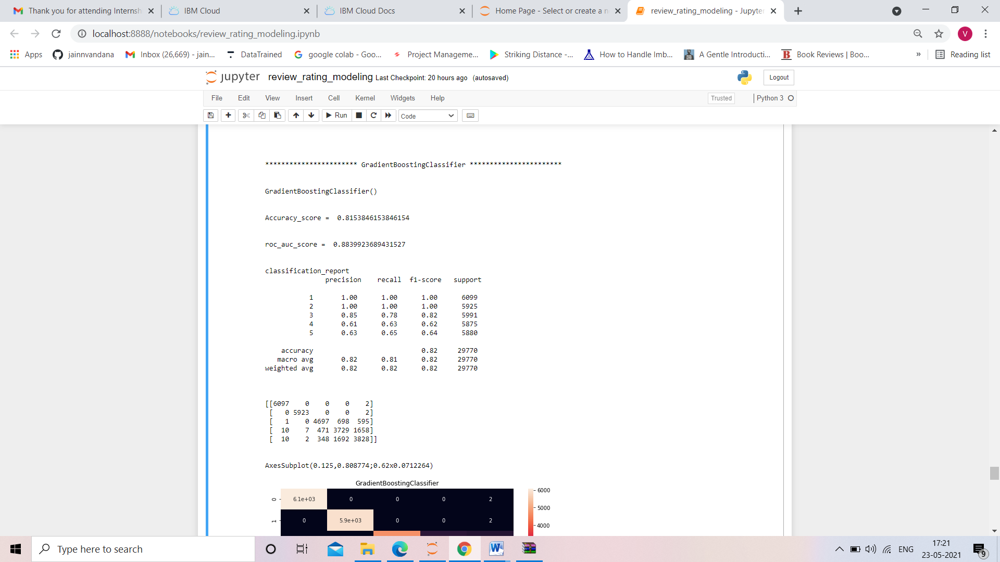 Thank you for attending Internsh
IBM Cloud
IBM Cloud Docs
Home Page - Select or create a n
review_rating_modeling - Jupyter
localhost:8888/notebooks/review_rating_modeling.ipynb
V
Apps
jainnvandana
Inbox (26,669) - jain...
DataTrained
google colab - Goo...
Project Manageme...
Striking Distance -...
How to Handle Imb...
A Gentle Introducti...
Book Reviews | Boo...
»
Reading list
jupyter review_rating_modeling Last Checkpoint: 20 hours ago (autosaved)
Logout
File Edit View Insert Cell Kernel Widgets Help
Trusted
Python 3
Run
Code
*********************** GradientBoostingClassifier ***********************
GradientBoostingClassifier()
Accuracy_score =  0.8153846153846154
roc_auc_score =  0.8839923689431527
classification_report
precision    recall  f1-score   support
1       1.00      1.00      1.00      6099
2       1.00      1.00      1.00      5925
3       0.85      0.78      0.82      5991
4       0.61      0.63      0.62      5875
5       0.63      0.65      0.64      5880
accuracy                           0.82     29770
macro avg       0.82      0.81      0.82     29770
weighted avg       0.82      0.82      0.82     29770
[[6097    0    0    0    2]
[   0 5923    0    0    2]
[   1    0 4697  698  595]
[  10    7  471 3729 1658]
[  10    2  348 1692 3828]]
AxesSubplot(0.125,0.808774;0.62x0.0712264)
GradientBoostingClassifier
0 6.1e+03 0 0 0 2
1 0 5.9e+03 0 0 2
6000
5000
4000
Type here to search
ENG
17:21
23-05-2021
9